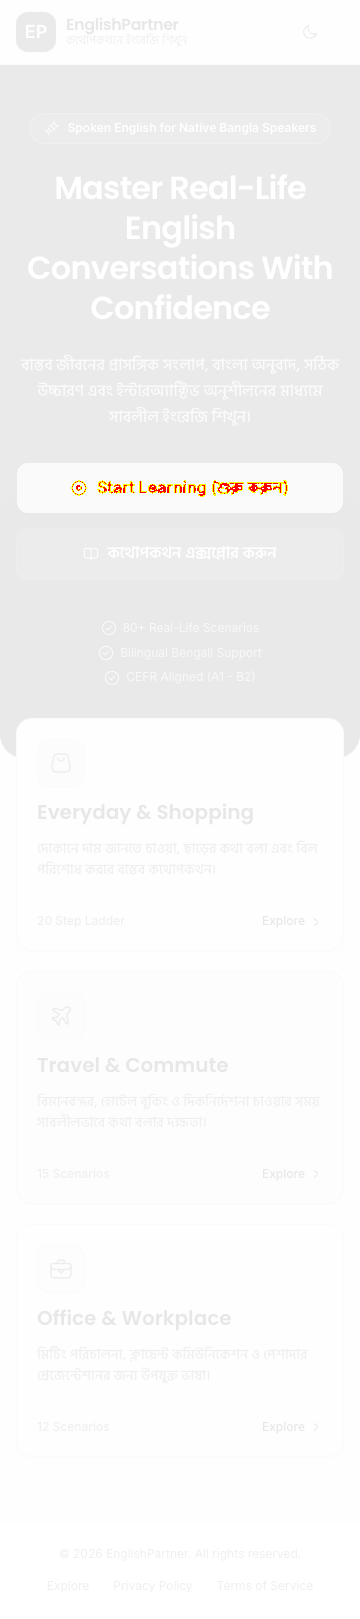 EP
EnglishPartner
কথোপকথনে ইংরেজি শিখুন
Spoken English for Native Bangla Speakers
Master Real-Life
English
Conversations With
Confidence
বাস্তব জীবনের প্রাসঙ্গিক সংলাপ, বাংলা অনুবাদ, সঠিক
উচ্চারণ এবং ইন্টারঅ্যাক্টিভ অনুশীলনের মাধ্যমে
সাবলীল ইংরেজি শিখুন।
Start Learning (শুরু করুন)
কথোপকথন এক্সপ্লোর করুন
80+ Real-Life Scenarios
Bilingual Bengali Support
CEFR Aligned (A1 - B2)
Everyday & Shopping
দোকানে দাম জানতে চাওয়া, ছাড়ের কথা বলা এবং বিল
পরিশোধ করার বাস্তব কথোপকথন।
20 Step Ladder
Explore
Travel & Commute
বিমানবন্দর, হোটেল বুকিং ও দিকনির্দেশনা চাওয়ার সময়
সাবলীলভাবে কথা বলার দক্ষতা।
15 Scenarios
Explore
Office & Workplace
মিটিং পরিচালনা, ক্লায়েন্ট কমিউনিকেশন ও পেশাদার
প্রেজেন্টেশনের জন্য উপযুক্ত ভাষা।
12 Scenarios
Explore
© 2026 EnglishPartner. All rights reserved.
Explore Privacy Policy Terms of Service